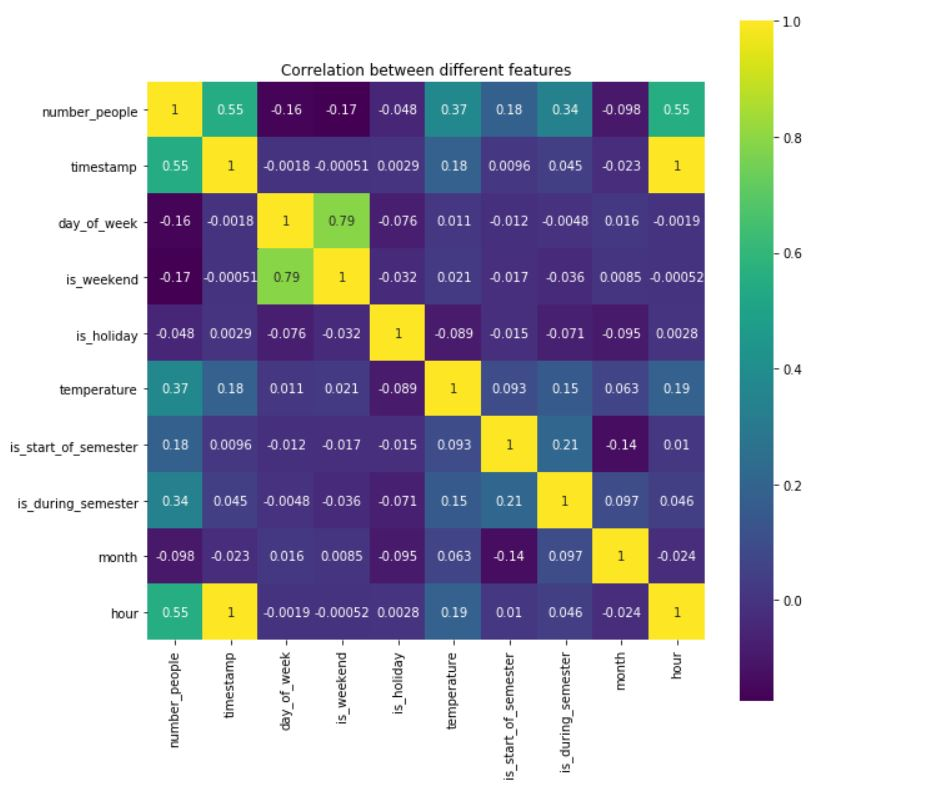 Correlation between different features
number_people 1 0.55 -0.16 -0.17 -0.048 0.37 0.18 0.34 -0.098 0.55
timestamp 0.55 1 -0.0018 -0.00051 0.0029 0.18 0.0096 0.045 -0.023 1
day_of_week -0.16 -0.0018 1 0.79 -0.076 0.011 -0.012 -0.0048 0.016 -0.0019
is_weekend -0.17 -0.00051 0.79 1 -0.032 0.021 -0.017 -0.036 0.0085 -0.00052
is_holiday -0.048 0.0029 -0.076 -0.032 1 -0.089 -0.015 -0.071 -0.095 0.0028
temperature 0.37 0.18 0.011 0.021 -0.089 1 0.093 0.15 0.063 0.19
is_start_of_semester 0.18 0.0096 -0.012 -0.017 -0.015 0.093 1 0.21 -0.14 0.01
is_during_semester 0.34 0.045 -0.0048 -0.036 -0.071 0.15 0.21 1 0.097 0.046
month -0.098 -0.023 0.016 0.0085 -0.095 0.063 -0.14 0.097 1 -0.024
hour 0.55 1 -0.0019 -0.00052 0.0028 0.19 0.01 0.046 -0.024 1
number_people
timestamp
day_of_week
is_weekend
is_holiday
temperature
is_start_of_semester
is_during_semester
month
hour
1.0
0.8
0.6
0.4
0.2
0.0